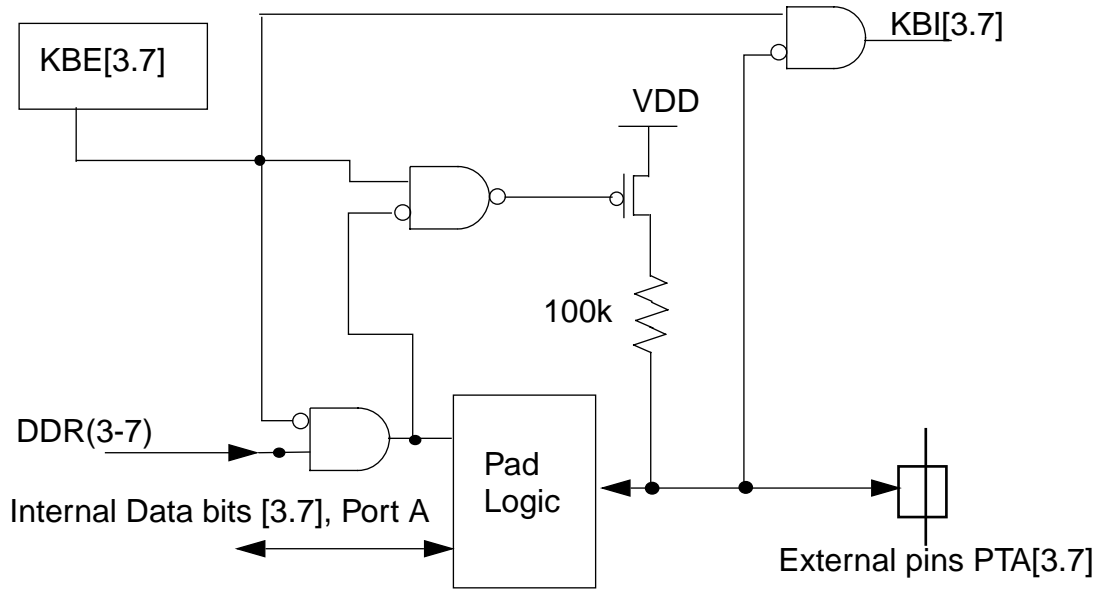 KBI[3.7]
KBE[3.7]
VDD
100k
DDR(3-7)
Pad
Logic
Internal Data bits [3.7], Port A
External pins PTA[3.7]